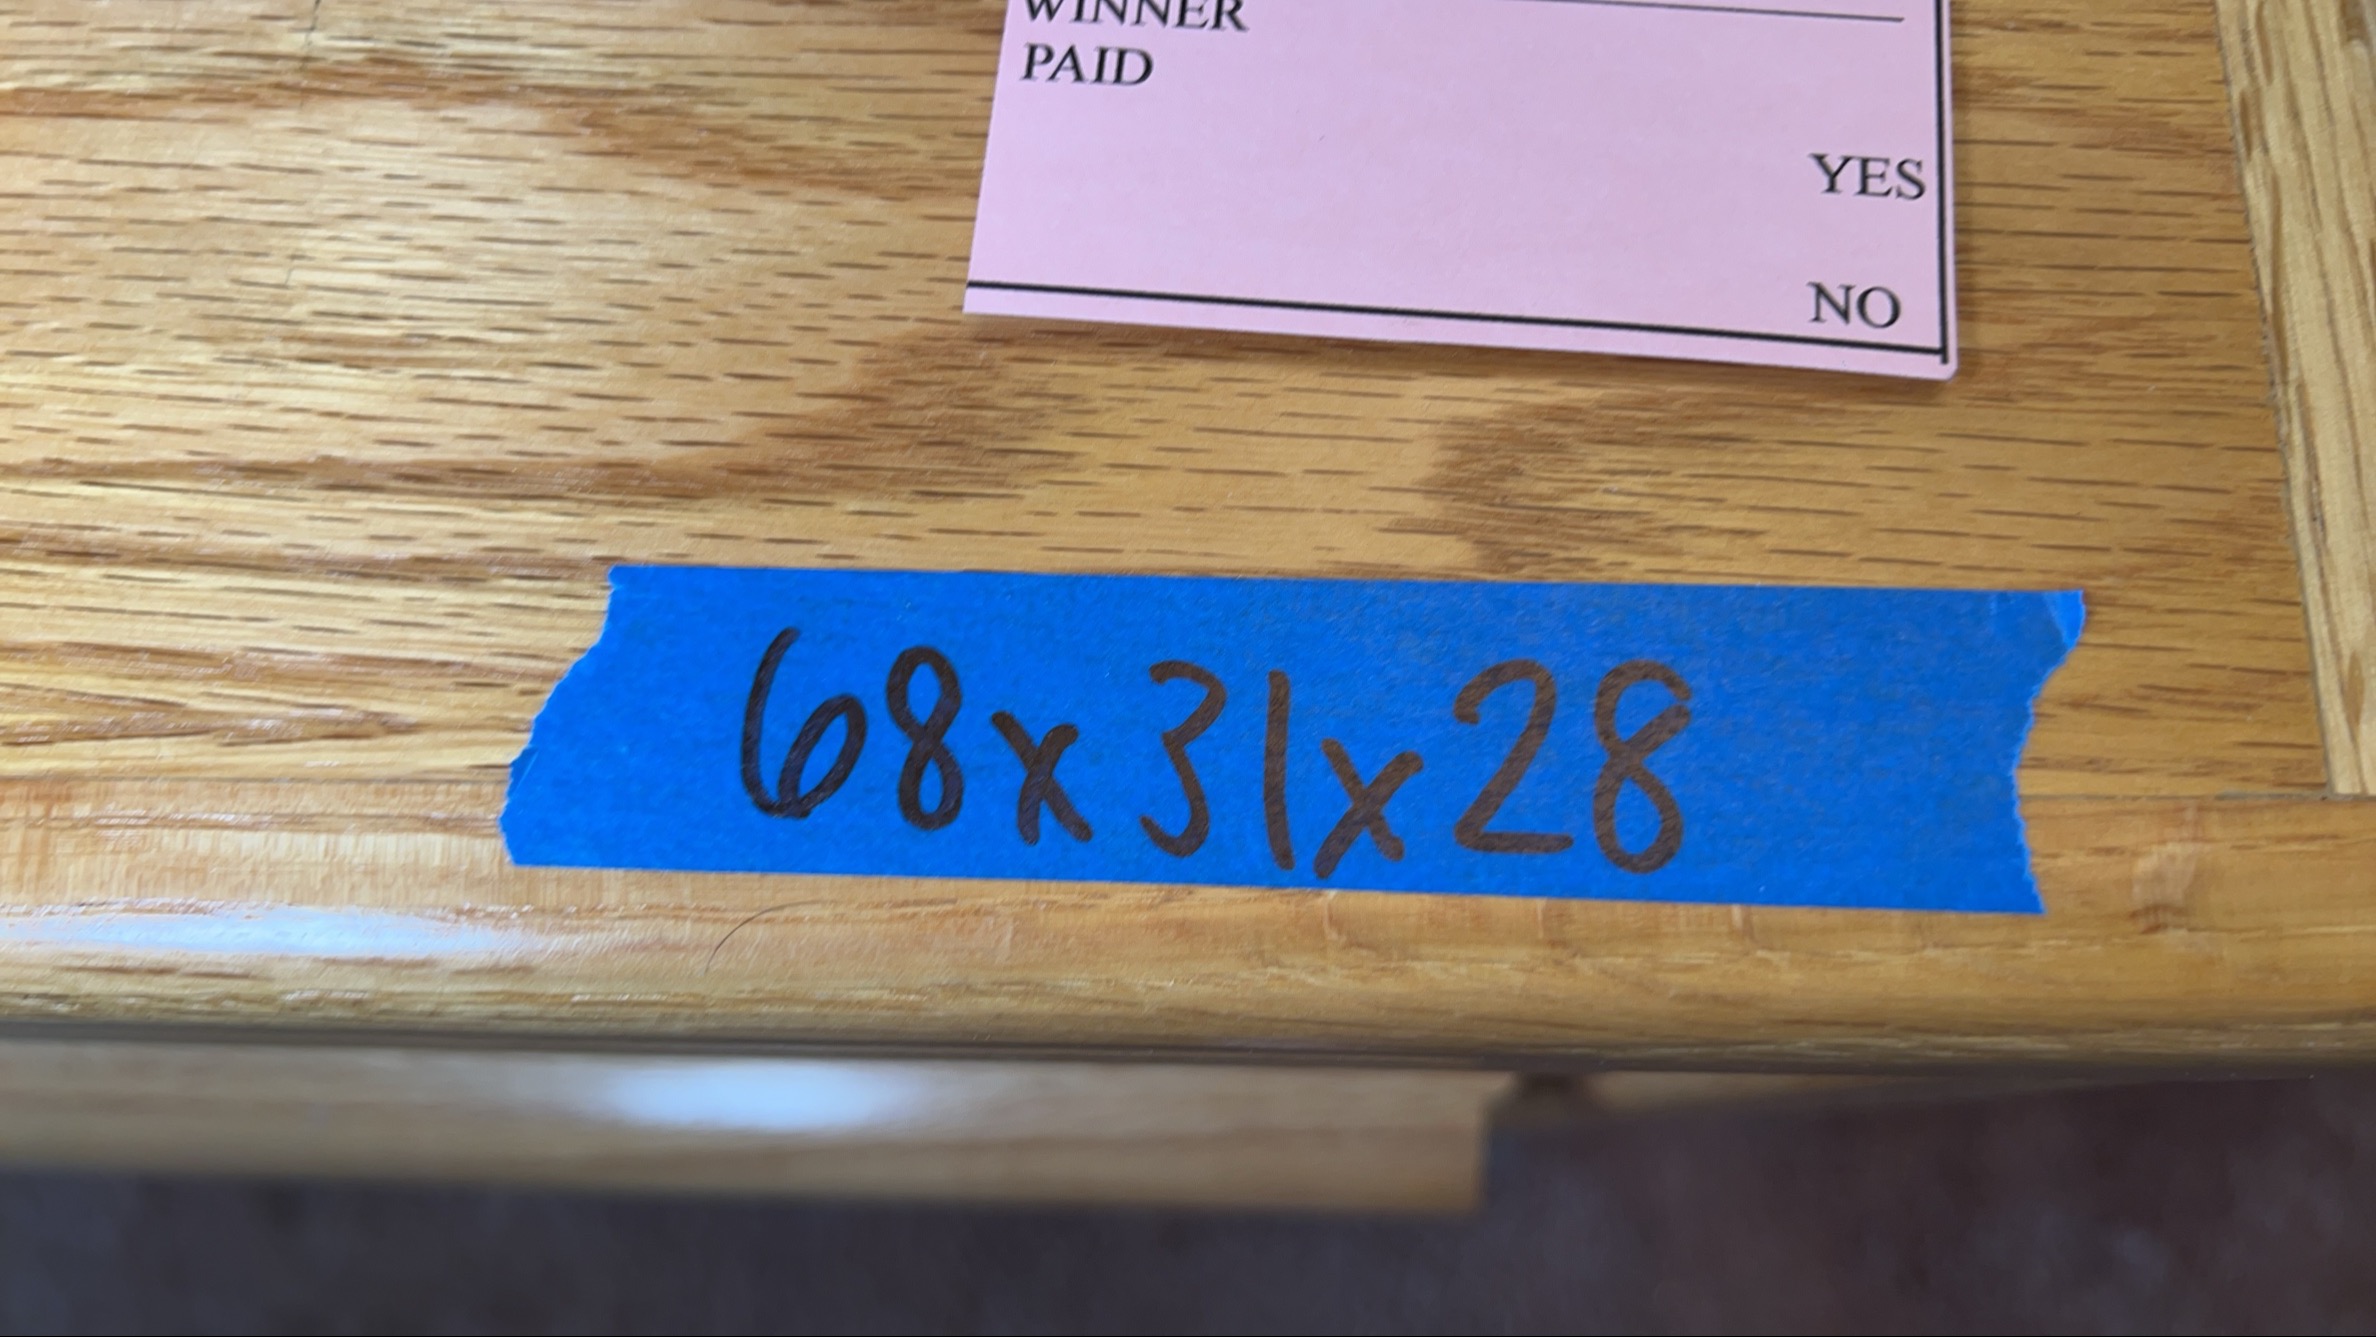 WINNER
PAID
YES
NO
68x31x28